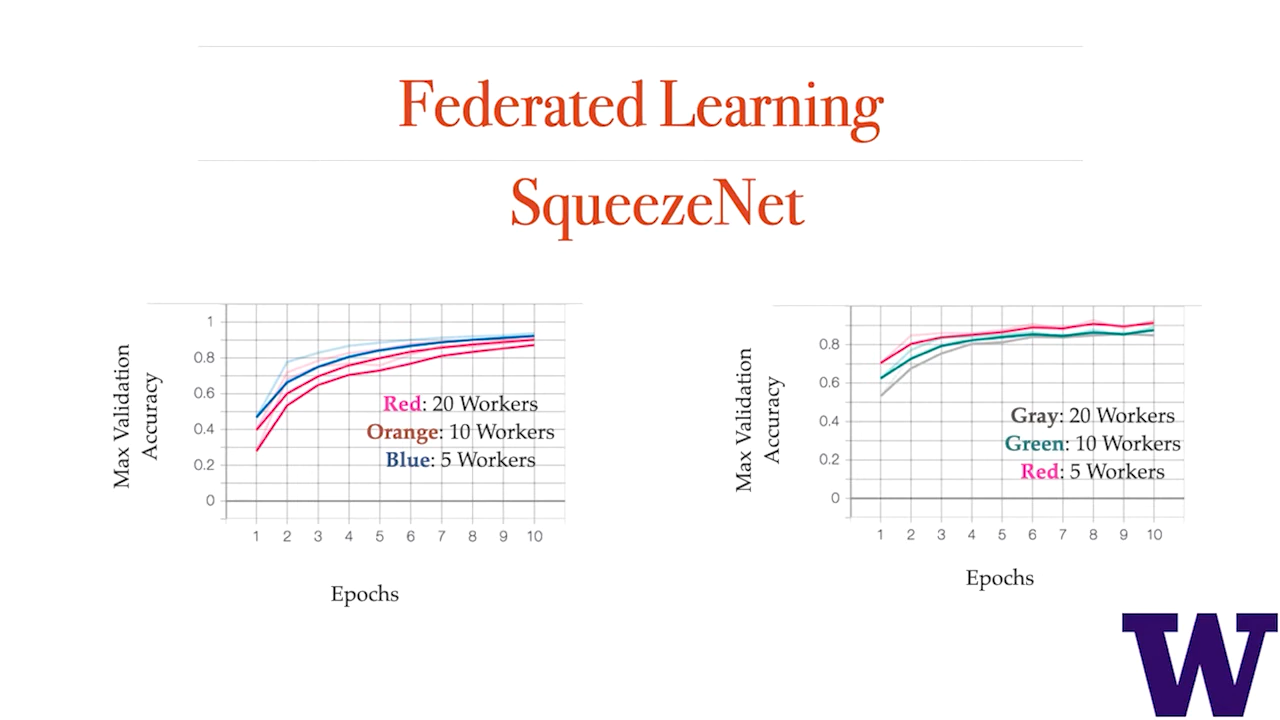 Federated Learning
SqueezeNet
Max Validation
Accuracy
1
0.8
0.6
0.4
0.2
0
Red: 20 Workers
Orange: 10 Workers
Blue: 5 Workers
1 2 3 4 5 6 7 8 9 10
Epochs
Max Validation
Accuracy
0.8
0.6
0.4
0.2
0
Gray: 20 Workers
Green: 10 Workers
Red: 5 Workers
1 2 3 4 5 6 7 8 9 10
Epochs
W